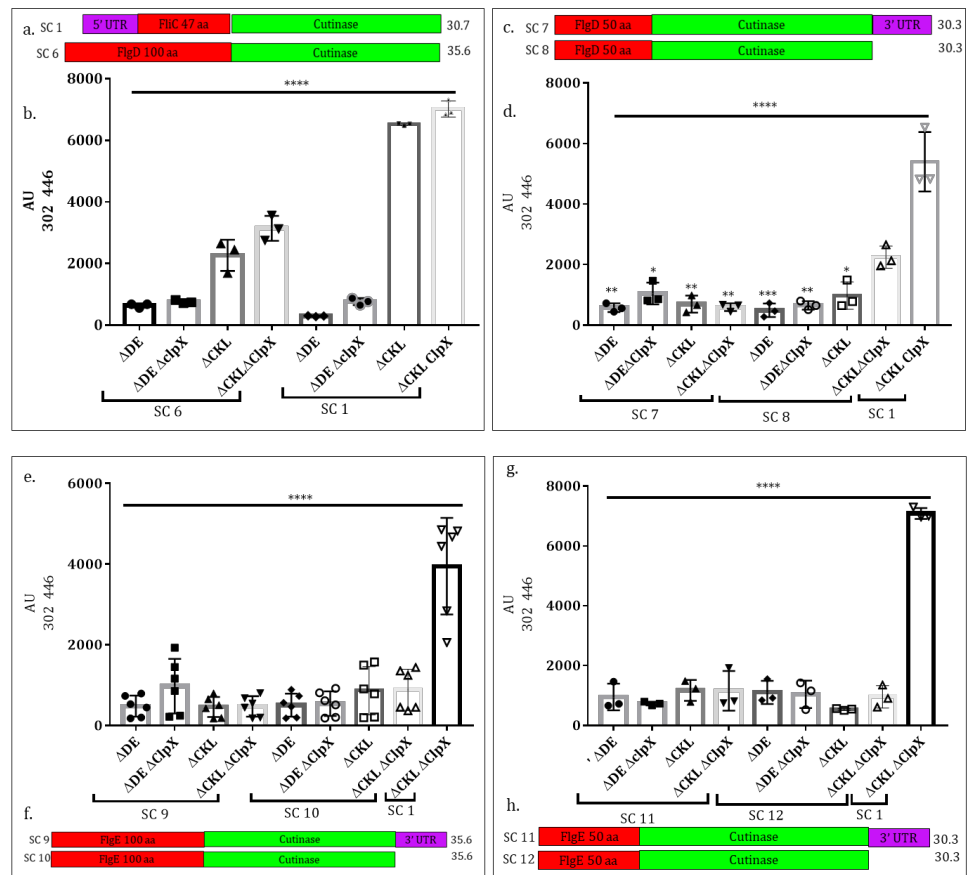 a. SC 1 5' UTR FliC 47 aa Cutinase 30.7
SC 6 FlgD 100 aa Cutinase 35.6
b.
8000
6000
4000
2000
0
AU
302 446
****
ΔDE
ΔDE ΔclpX
ΔCKL
ΔCKLΔClpX
ΔDE
ΔDE ΔclpX
ΔCKL
ΔCKL ClpX
SC 6
SC 1
c. SC 7 FlgD 50 aa Cutinase 3' UTR 30.3
SC 8 FlgD 50 aa Cutinase 30.3
d.
8000
6000
4000
2000
0
AU
302 446
****
** * ** ** *** ** *
ΔDE
ΔDEΔClpX
ΔCKL
ΔCKLΔClpX
ΔDE
ΔDE ΔClpX
ΔCKL
ΔCKLΔClpX
ΔCKL ClpX
SC 7
SC 8
SC 1
e.
6000
4000
2000
0
AU
302 446
****
ΔDE
ΔDE ΔClpX
ΔCKL
ΔCKL ΔClpX
ΔDE
ΔDE ΔClpX
ΔCKL
ΔCKL ΔClpX
ΔCKL ΔClpX
SC 9
SC 10
SC 1
f.
SC 9 FlgE 100 aa Cutinase 3' UTR 35.6
SC 10 FlgE 100 aa Cutinase 35.6
g.
8000
6000
4000
2000
0
AU
302 446
****
' ΔDE
ΔDE ΔclpX
ΔCKL
ΔCKL ΔClpX
ΔDE
ΔDE ΔClpX
ΔCKL
ΔCKL ΔClpX
ΔCKL ΔClpX
SC 11
SC 12
SC 1
h.
SC 11 FlgE 50 aa Cutinase 3' UTR 30.3
SC 12 FlgE 50 aa Cutinase 30.3